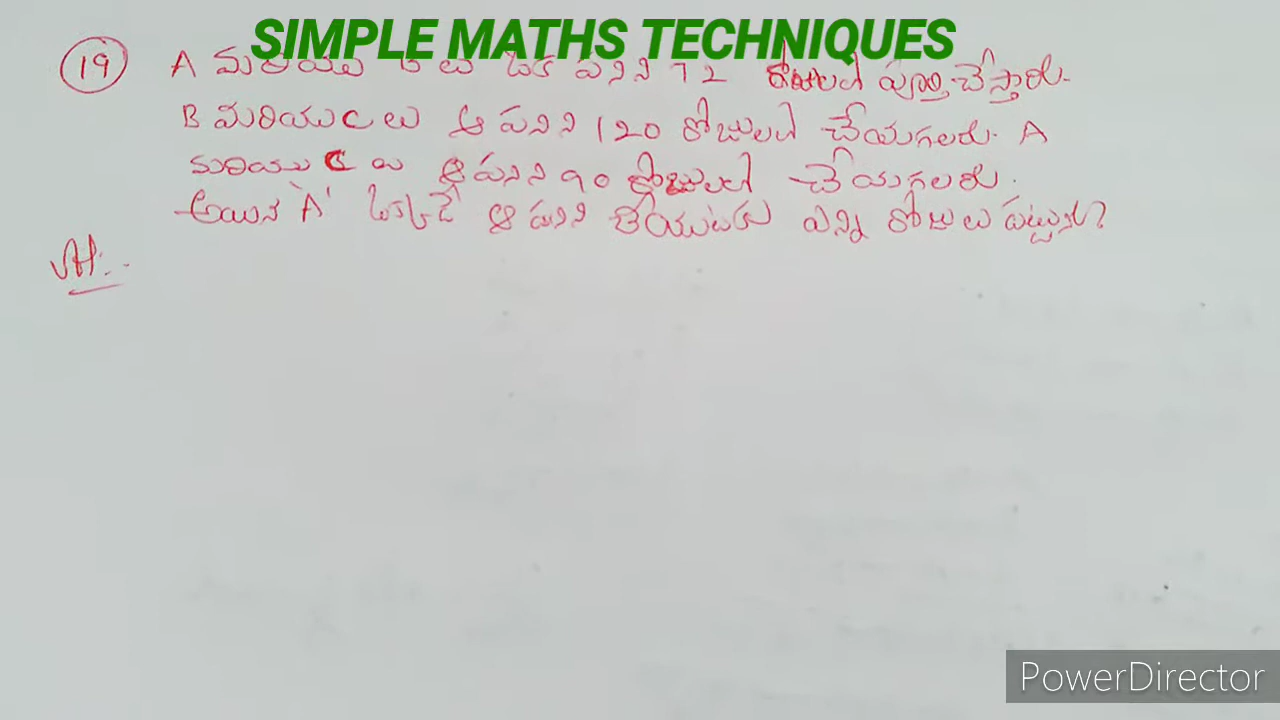 SIMPLE MATHS TECHNIQUES
19 A మరియు B లు ఒక పనిని 72 రోజులలో పూర్తి చేస్తారు.
B మరియు C లు ఆ పనిని 120 రోజులలో చేయగలరు. A
మరియు C లు ఆ పనిని 90 రోజులలో చేయగలరు.
అయిన 'A' ఒక్కడే ఆ పనిని చేయుటకు ఎన్ని రోజులు పట్టును?
PowerDirector